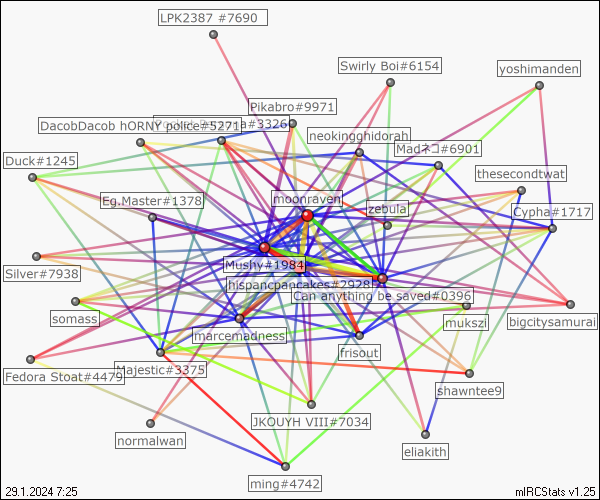 LPK2387 #7690
Swirly Boi#6154
yoshimanden
Pikabro#9971
#3326
DacobDacob hORNY police#5271
neokingghidorah
Madネコ#6901
Duck#1245
thesecondtwat
Eg.Master#1378
moonraven
zebula
Cypha#1717
Mushy#1984
Silver#7938
hispancpancakes#2928
Can anything be saved#0396
somass
mukszi
bigcitysamurai
marcemadness
frisout
Fedora Stoat#4479
Majestic#3375
shawntee9
JKOUYH VIII#7034
normalwan
eliakith
ming#4742
29.1.2024 7:25
mIRCStats v1.25